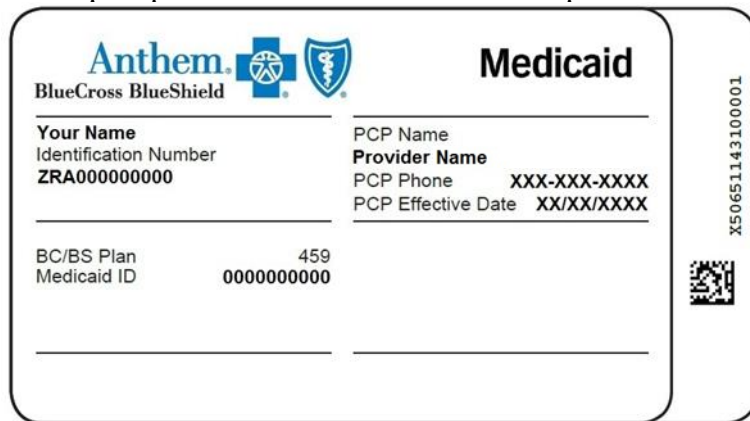 Anthem.
BlueCross BlueShield
Medicaid
Your Name
Identification Number
ZRA000000000
PCP Name
Provider Name
PCP Phone XXX-XXX-XXXX
PCP Effective Date XX/XX/XXXX
BC/BS Plan 459
Medicaid ID 0000000000
X50651143100001